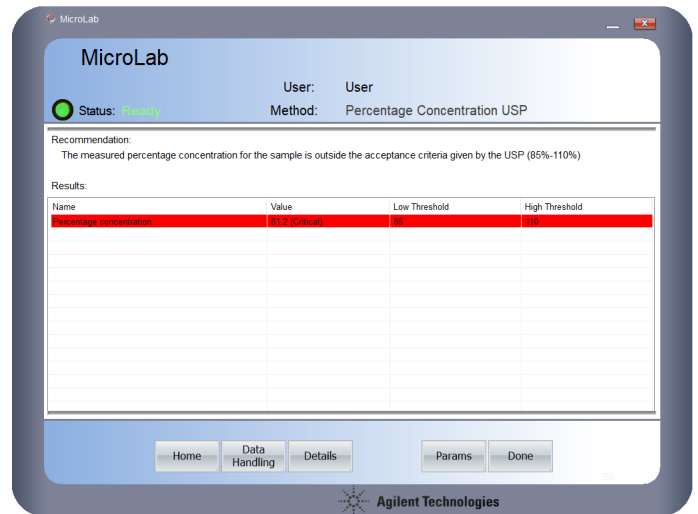 MicroLab
MicroLab
User: User
Status: Ready
Method: Percentage Concentration USP
Recommendation:
The measured percentage concentration for the sample is outside the acceptance criteria given by the USP (85%-110%)
Results:
Name Value Low Threshold High Threshold
Percentage concentration 81.2 (Critical) 85 110
Home Data Handling Details Params Done
55
Agilent Technologies